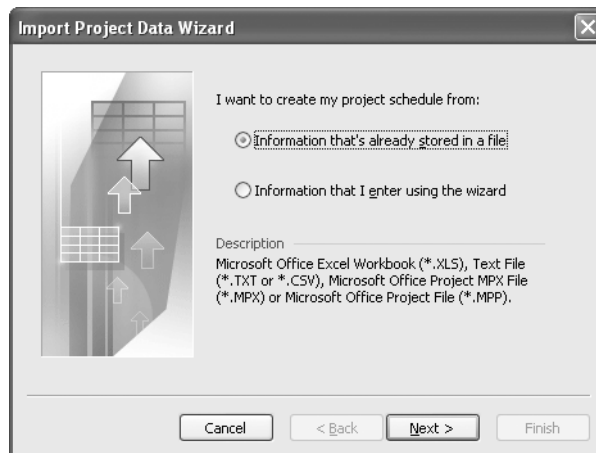 Import Project Data Wizard
I want to create my project schedule from:
Information that's already stored in a file
Information that I enter using the wizard
Description
Microsoft Office Excel Workbook (*.XLS), Text File
(*.TXT or *.CSV), Microsoft Office Project MPX File
(*.MPX) or Microsoft Office Project File (*.MPP).
Cancel
< Back
Next >
Finish